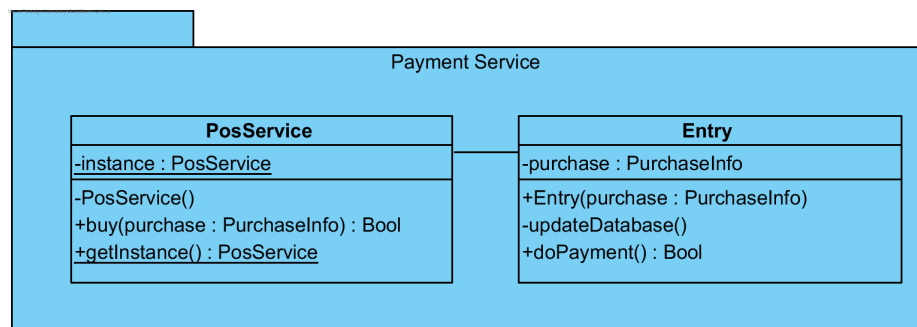 Payment Service
PosService
-instance : PosService
-PosService()
+buy(purchase : PurchaseInfo) : Bool
+getInstance() : PosService
Entry
-purchase : PurchaseInfo
+Entry(purchase : PurchaseInfo)
-updateDatabase()
+doPayment() : Bool